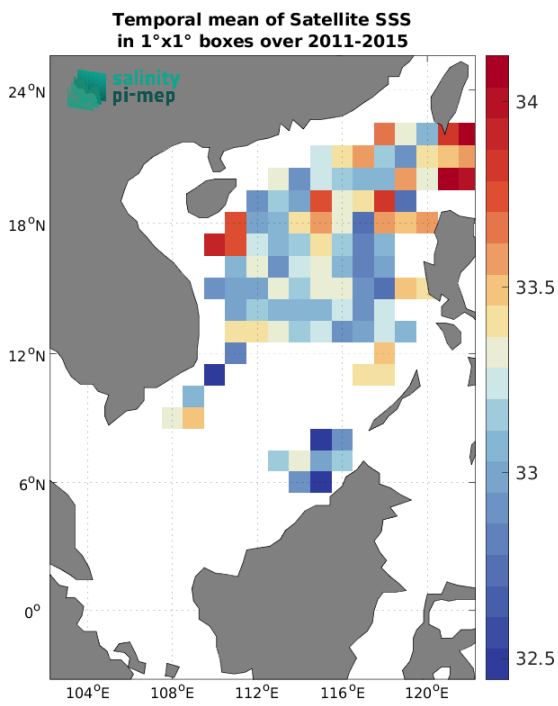 Temporal mean of Satellite SSS
in 1°x1° boxes over 2011-2015
salinity
pi-mep
24°N
18°N
12°N
6°N
0°
104°E 108°E 112°E 116°E 120°E
34
33.5
33
32.5